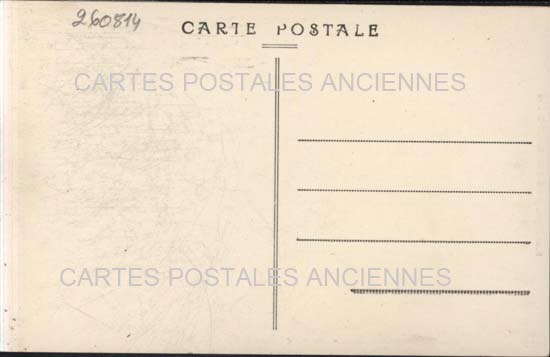 260814
CARTE POSTALE
CARTES POSTALES ANCIENNES
CARTES POSTALES ANCIENNES